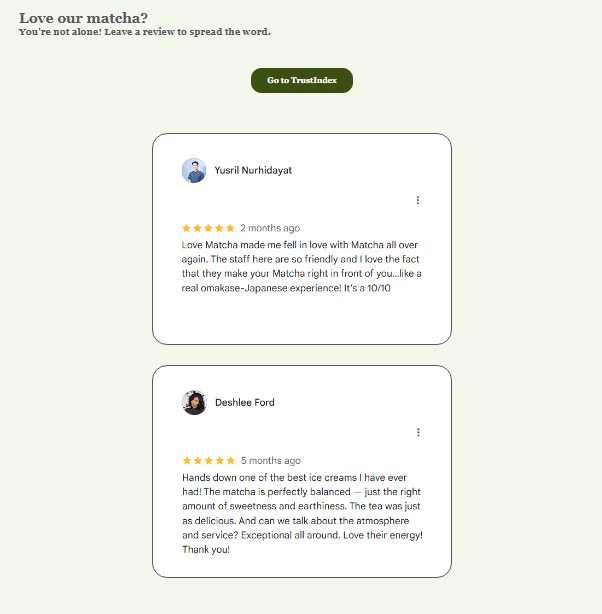 Love our matcha?
You're not alone! Leave a review to spread the word.
Go to TrustIndex
Yusril Nurhidayat
2 months ago
Love Matcha made me fell in love with Matcha all over
again. The staff here are so friendly and I love the fact
that they make your Matcha right in front of you...like a
real omakase-Japanese experience! It's a 10/10
Deshlee Ford
5 months ago
Hands down one of the best ice creams I have ever
had! The matcha is perfectly balanced — just the right
amount of sweetness and earthiness. The tea was just
as delicious. And can we talk about the atmosphere
and service? Exceptional all around. Love their energy!
Thank you!